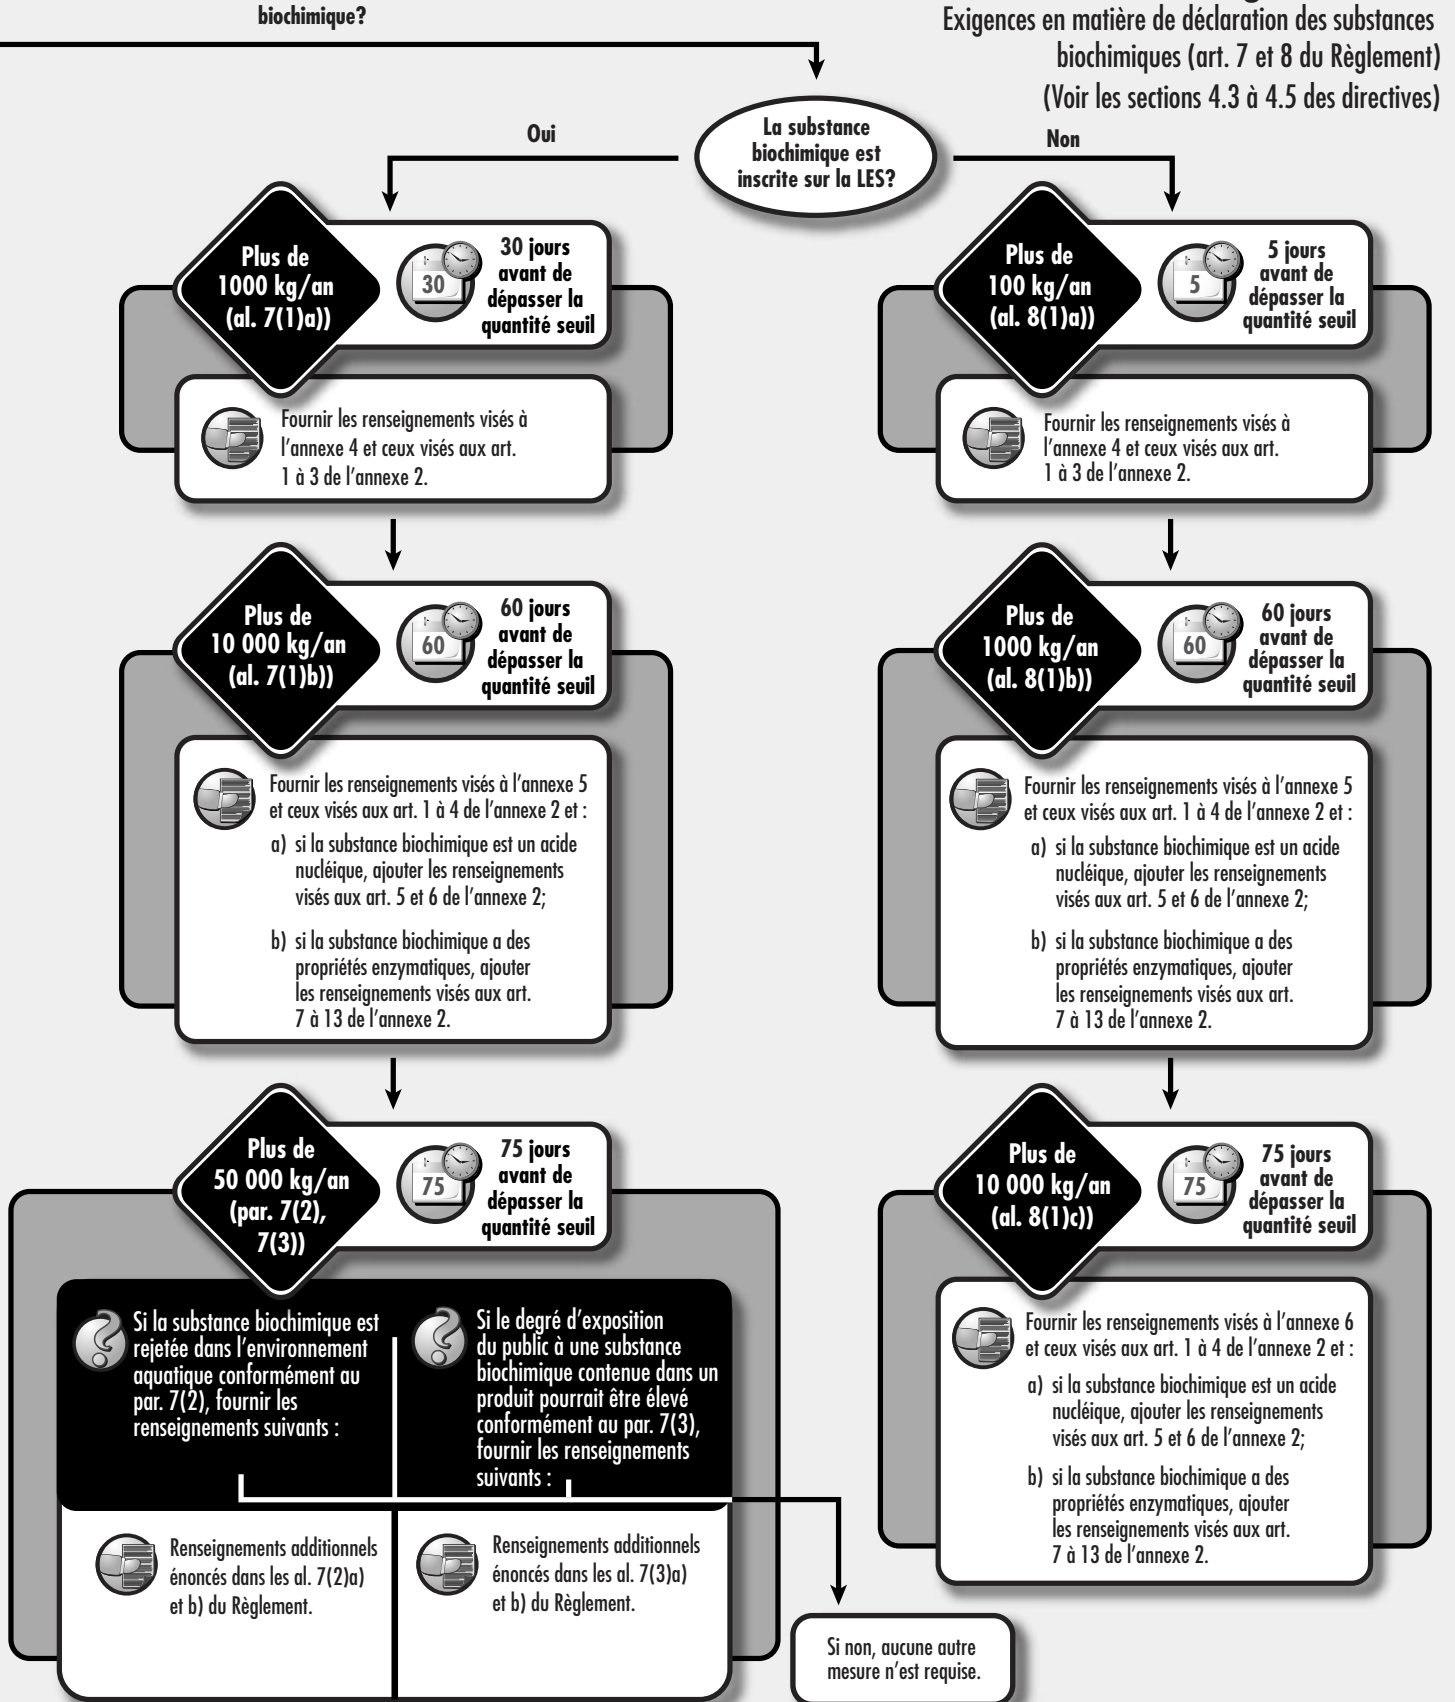 biochimique?
Exigences en matière de déclaration des substances
biochimiques (art. 7 et 8 du Règlement)
(Voir les sections 4.3 à 4.5 des directives)
La substance
biochimique est
inscrite sur la LES?
Oui
Non
Plus de
1000 kg/an
(al. 7(1)a))
30
30 jours
avant de
dépasser la
quantité seuil
Fournir les renseignements visés à
l'annexe 4 et ceux visés aux art.
1 à 3 de l'annexe 2.
Plus de
10 000 kg/an
(al. 7(1)b))
60
60 jours
avant de
dépasser la
quantité seuil
Fournir les renseignements visés à l'annexe 5
et ceux visés aux art. 1 à 4 de l'annexe 2 et :
a) si la substance biochimique est un acide
nucléique, ajouter les renseignements
visés aux art. 5 et 6 de l'annexe 2;
b) si la substance biochimique a des
propriétés enzymatiques, ajouter
les renseignements visés aux art.
7 à 13 de l'annexe 2.
Plus de
50 000 kg/an
(par. 7(2),
7(3))
75
75 jours
avant de
dépasser la
quantité seuil
Si la substance biochimique est
rejetée dans l'environnement
aquatique conformément au
par. 7(2), fournir les
renseignements suivants :
Si le degré d'exposition
du public à une substance
biochimique contenue dans un
produit pourrait être élevé
conformément au par. 7(3),
fournir les renseignements
suivants :
Renseignements additionnels
énoncés dans les al. 7(2)a)
et b) du Règlement.
Renseignements additionnels
énoncés dans les al. 7(3)a)
et b) du Règlement.
Si non, aucune autre
mesure n'est requise.
Plus de
100 kg/an
(al. 8(1)a))
5
5 jours
avant de
dépasser la
quantité seuil
Fournir les renseignements visés à
l'annexe 4 et ceux visés aux art.
1 à 3 de l'annexe 2.
Plus de
1000 kg/an
(al. 8(1)b))
60
60 jours
avant de
dépasser la
quantité seuil
Fournir les renseignements visés à l'annexe 5
et ceux visés aux art. 1 à 4 de l'annexe 2 et :
a) si la substance biochimique est un acide
nucléique, ajouter les renseignements
visés aux art. 5 et 6 de l'annexe 2;
b) si la substance biochimique a des
propriétés enzymatiques, ajouter
les renseignements visés aux art.
7 à 13 de l'annexe 2.
Plus de
10 000 kg/an
(al. 8(1)c))
75
75 jours
avant de
dépasser la
quantité seuil
Fournir les renseignements visés à l'annexe 6
et ceux visés aux art. 1 à 4 de l'annexe 2 et :
a) si la substance biochimique est un acide
nucléique, ajouter les renseignements
visés aux art. 5 et 6 de l'annexe 2;
b) si la substance biochimique a des
propriétés enzymatiques, ajouter
les renseignements visés aux art.
7 à 13 de l'annexe 2.